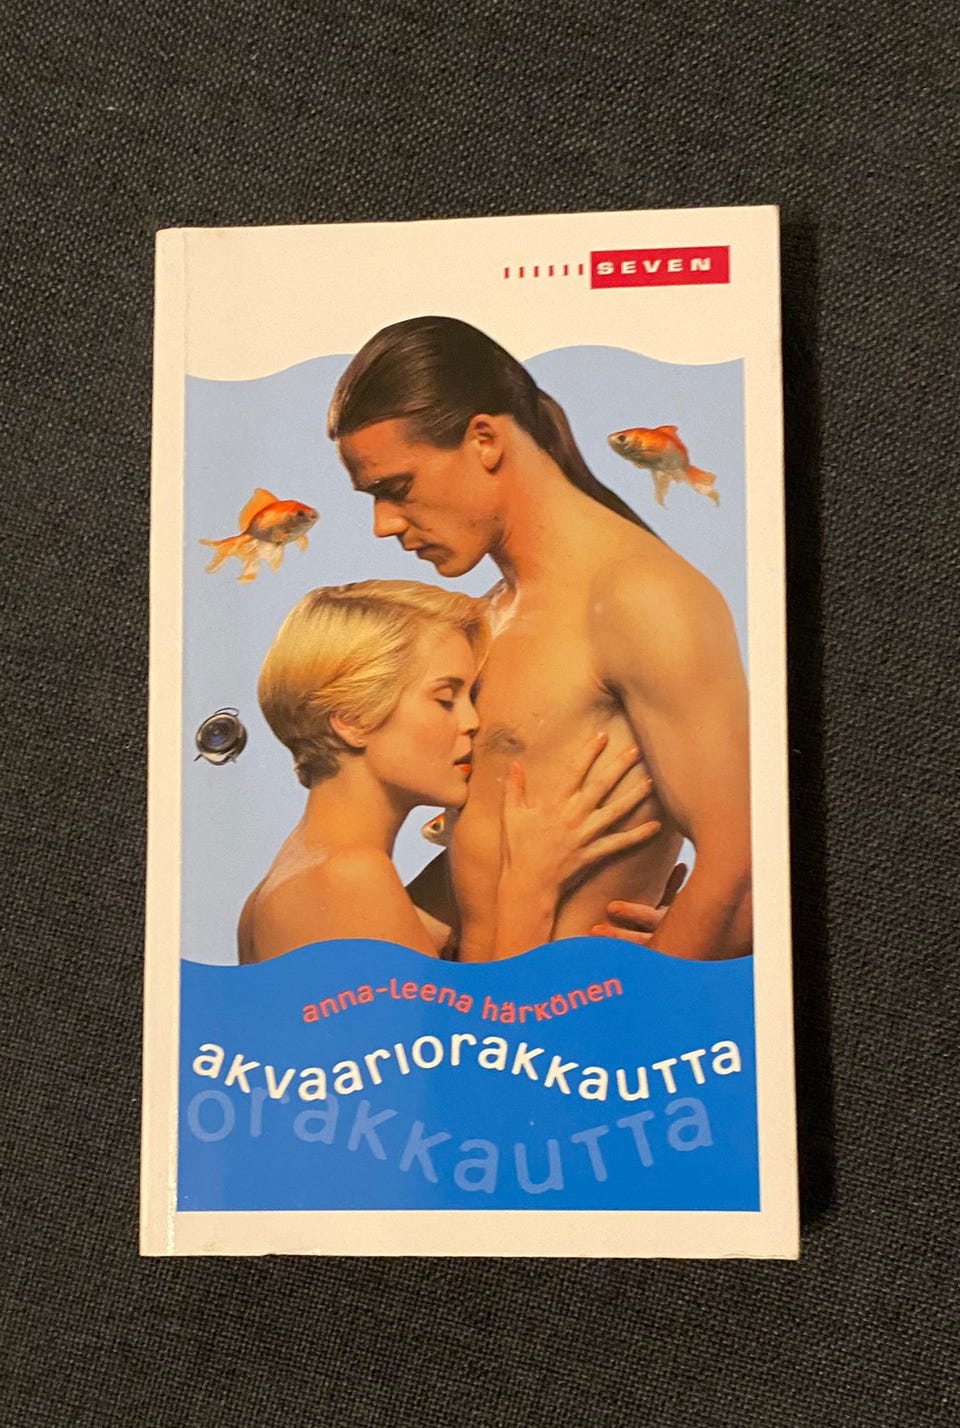 SEVEN
anna-leena härkönen
akvaariorakkautta
orakkautta